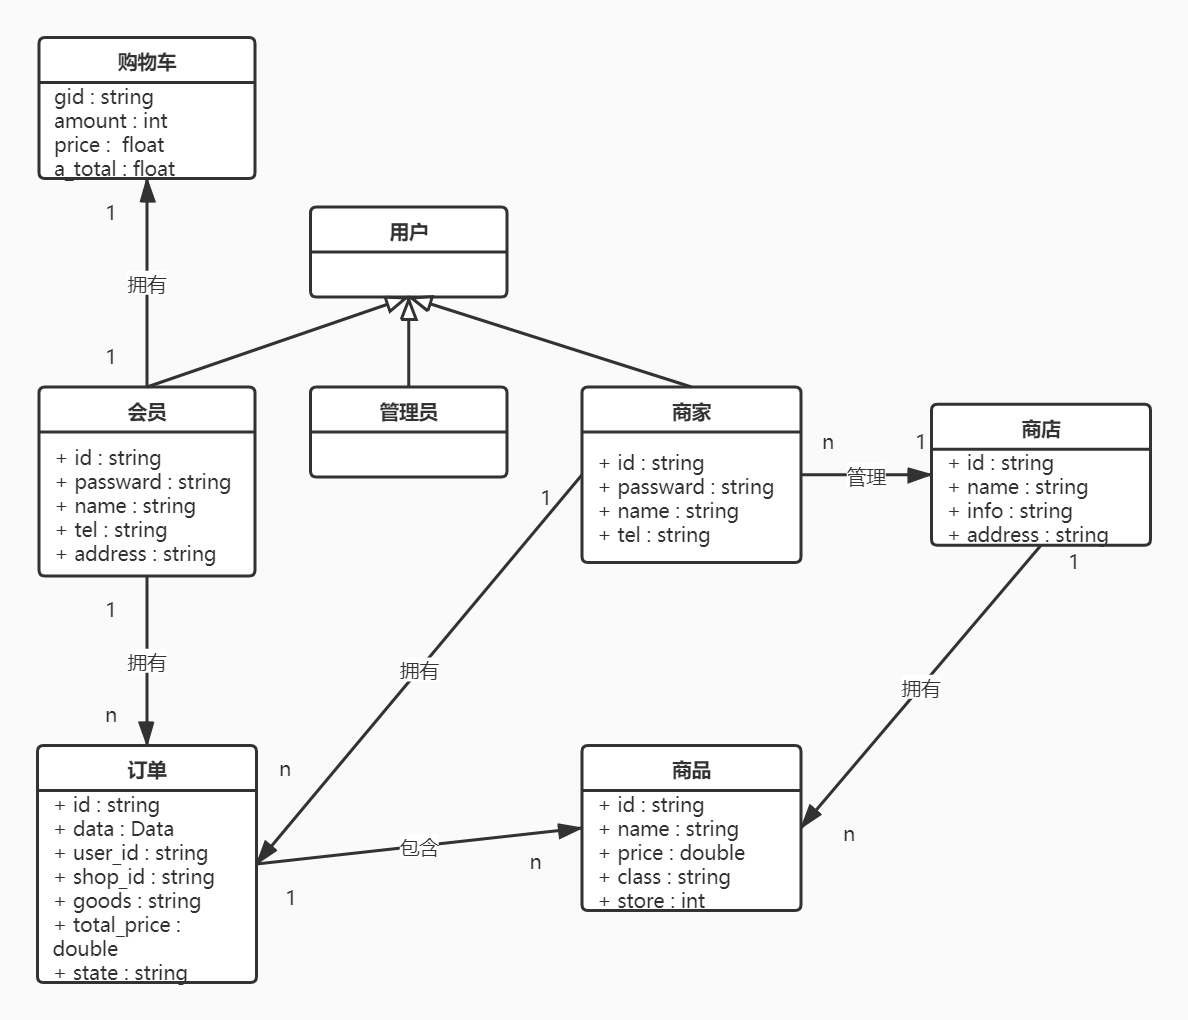 购物车
gid : string
amount : int
price :  float
a_total : float
1
拥有
1
用户
会员
+ id : string
+ passward : string
+ name : string
+ tel : string
+ address : string
管理员
商家
+ id : string
+ passward : string
+ name : string
+ tel : string
n
管理
1
商店
+ id : string
+ name : string
+ info : string
+ address : string
1
拥有
n
1
拥有
n
1
拥有
n
订单
+ id : string
+ data : Data
+ user_id : string
+ shop_id : string
+ goods : string
+ total_price :
double
+ state : string
1
包含
n
商品
+ id : string
+ name : string
+ price : double
+ class : string
+ store : int